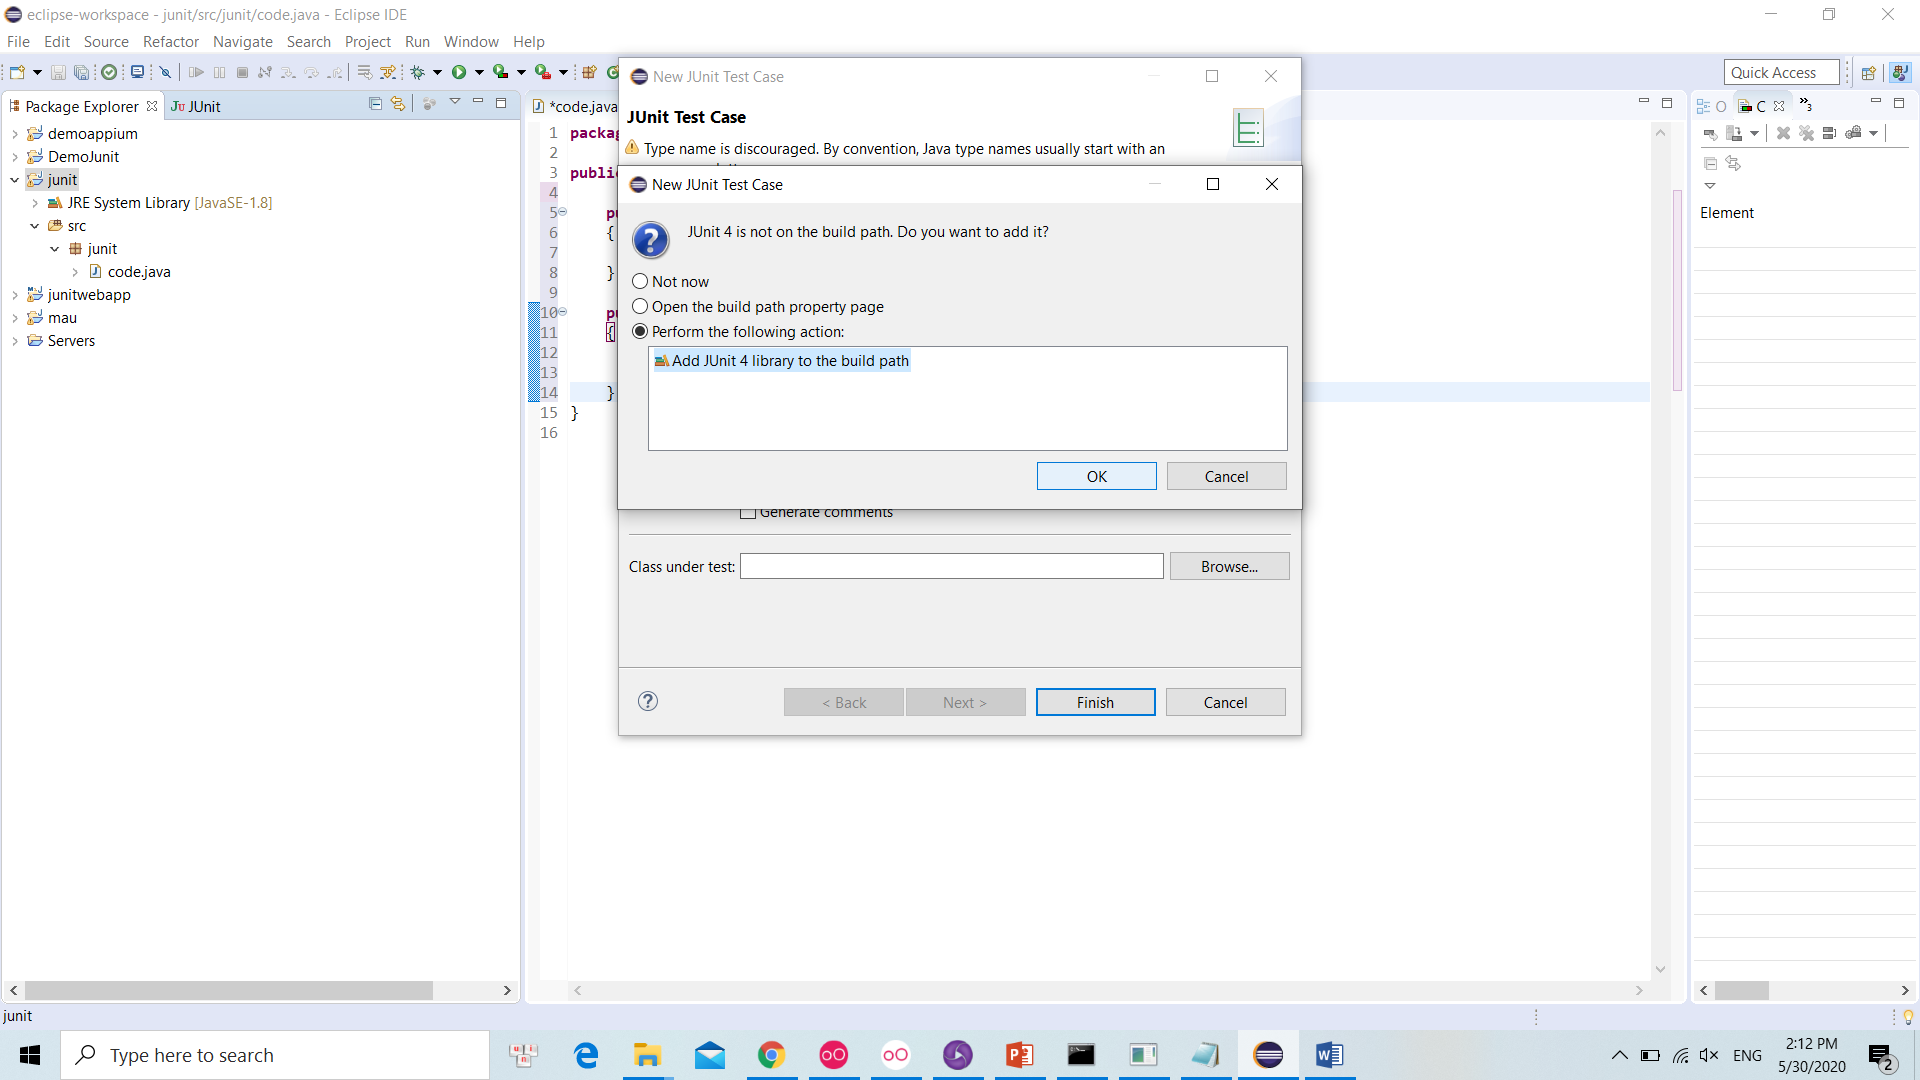 eclipse-workspace - junit/src/junit/code.java - Eclipse IDE
File Edit Source Refactor Navigate Search Project Run Window Help
Quick Access
Package Explorer
Ju JUnit
demoappium
DemoJunit
junit
JRE System Library [JavaSE-1.8]
src
junit
code.java
junitwebapp
mau
Servers
*code.java
1
2
3 publi
4
5
6 {
7
8 }
9
10
11 {
12
13
14 }
15 }
16
New JUnit Test Case
JUnit Test Case
Type name is discouraged. By convention, Java type names usually start with an
New JUnit Test Case
JUnit 4 is not on the build path. Do you want to add it?
Not now
Open the build path property page
Perform the following action:
Add JUnit 4 library to the build path
OK Cancel
Generate comments
Class under test: Browse...
< Back Next > Finish Cancel
O C 3
Element
junit
Type here to search
ENG
2:12 PM
5/30/2020
2